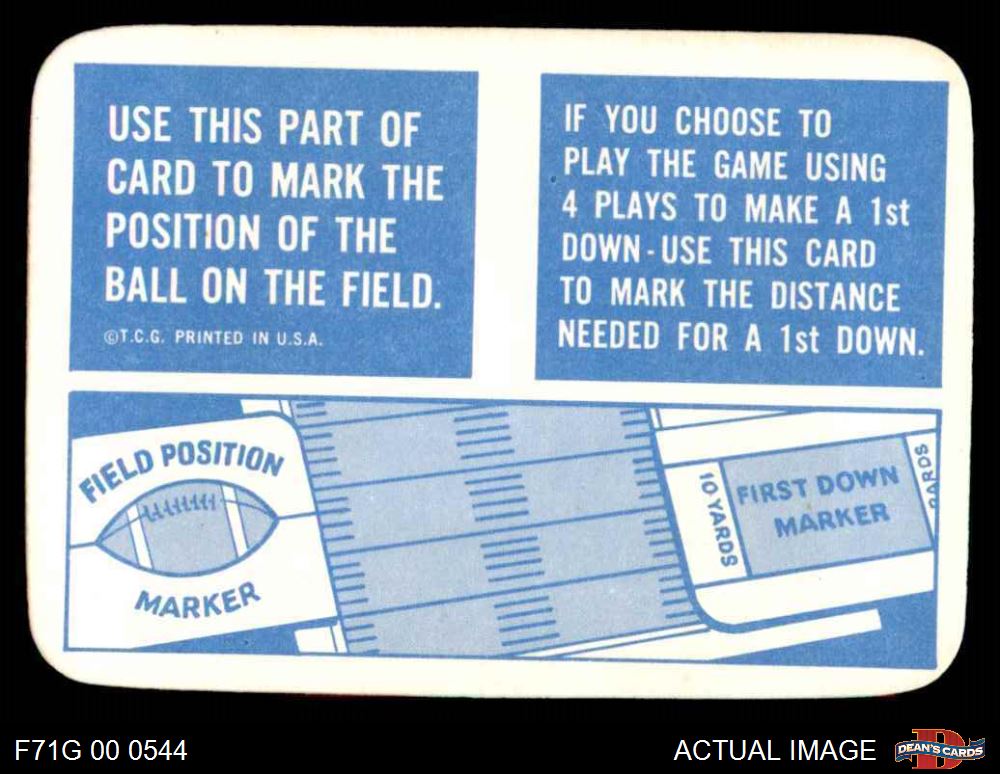 USE THIS PART OF
CARD TO MARK THE
POSITION OF THE
BALL ON THE FIELD.
©T.C.G. PRINTED IN U.S.A.
IF YOU CHOOSE TO
PLAY THE GAME USING
4 PLAYS TO MAKE A 1st
DOWN-USE THIS CARD
TO MARK THE DISTANCE
NEEDED FOR A 1st DOWN.
FIELD POSITION
MARKER
10 YARDS
FIRST DOWN
MARKER
F71G 00 0544
ACTUAL IMAGE
DEAN'S CARDS